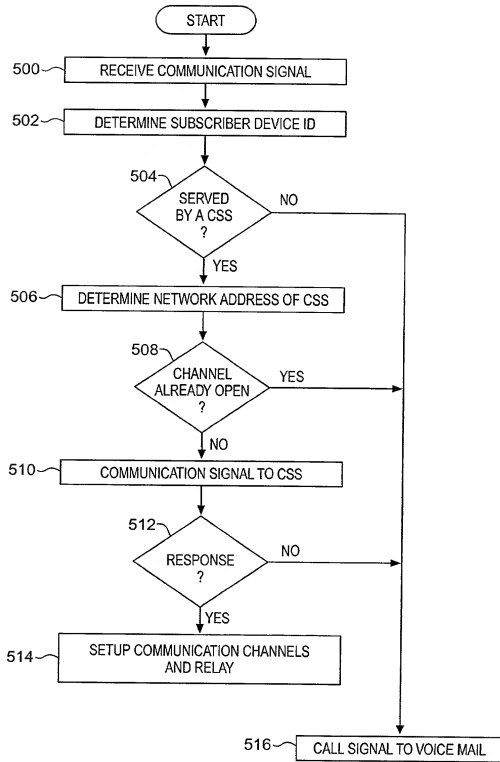 START
500
RECEIVE COMMUNICATION SIGNAL
502
DETERMINE SUBSCRIBER DEVICE ID
504
SERVED
BY A CSS
?
NO
YES
506
DETERMINE NETWORK ADDRESS OF CSS
508
CHANNEL
ALREADY OPEN
?
YES
NO
510
COMMUNICATION SIGNAL TO CSS
512
RESPONSE
?
NO
YES
514
SETUP COMMUNICATION CHANNELS
AND RELAY
516
CALL SIGNAL TO VOICE MAIL